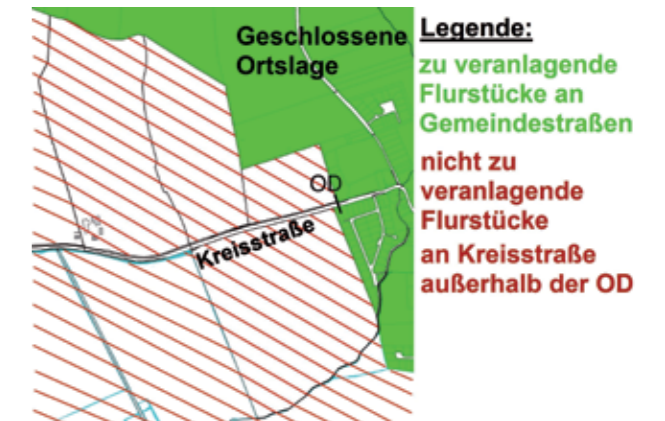 Geschlossene
Ortslage
OD
Kreisstraße
Legende:
zu veranlagende
Flurstücke an
Gemeindestraßen
nicht zu
veranlagende
Flurstücke
an Kreisstraße
außerhalb der OD